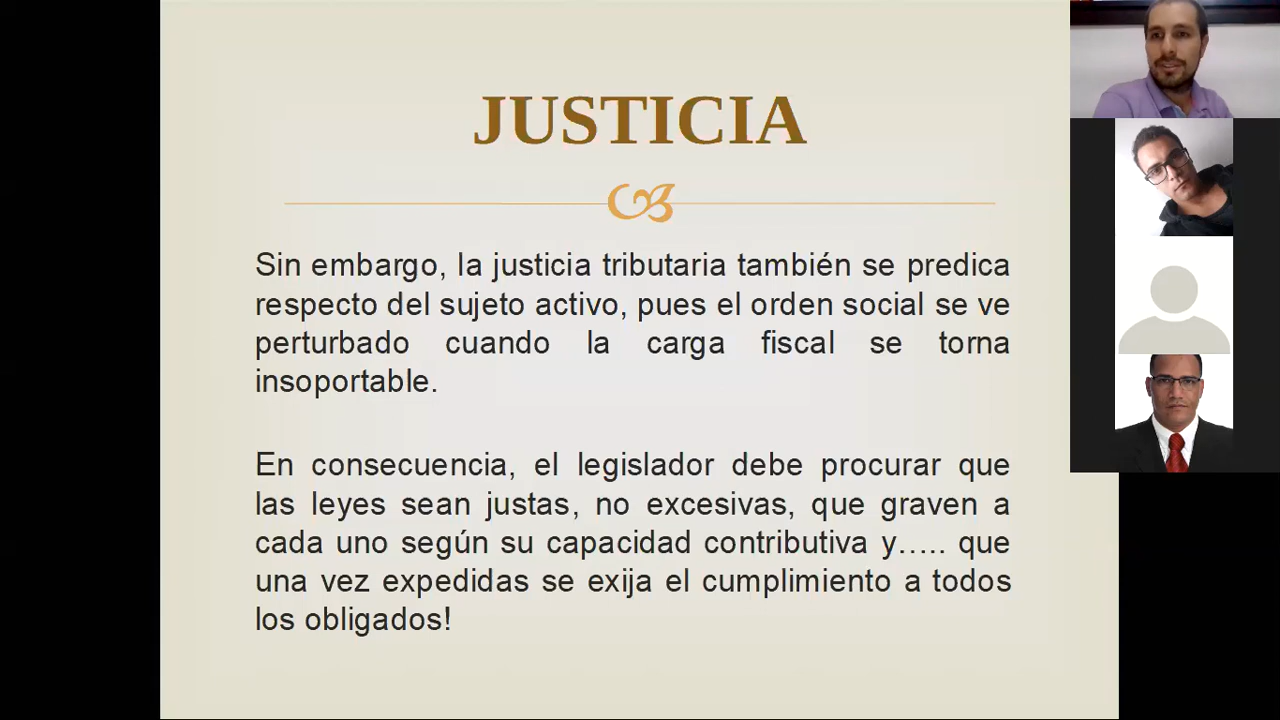 JUSTICIA
Sin embargo, la justicia tributaria también se predica
respecto del sujeto activo, pues el orden social se ve
perturbado cuando la carga fiscal se torna
insoportable.
En consecuencia, el legislador debe procurar que
las leyes sean justas, no excesivas, que graven a
cada uno según su capacidad contributiva y….. que
una vez expedidas se exija el cumplimiento a todos
los obligados!